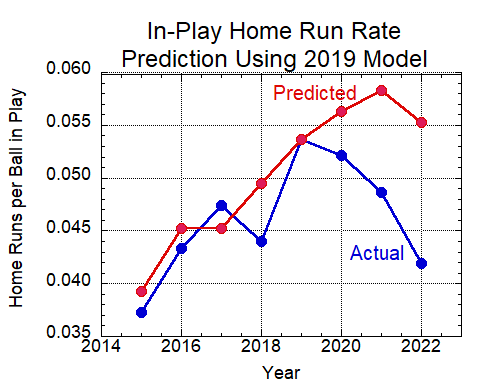 In-Play Home Run Rate
Prediction Using 2019 Model
0.060
0.055
0.050
0.045
0.040
0.035
Home Runs per Ball in Play
Predicted
Actual
2014 2016 2018 2020 2022
Year